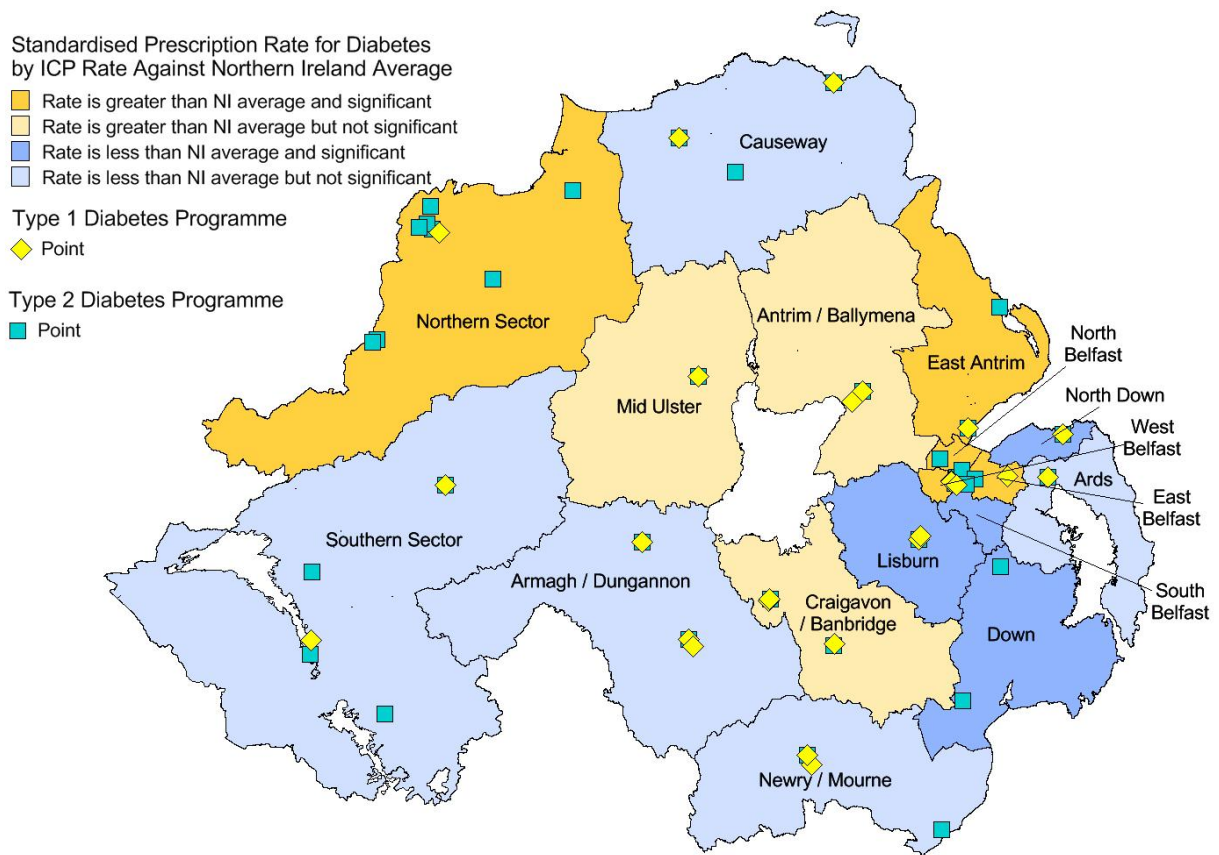 Standardised Prescription Rate for Diabetes
by ICP Rate Against Northern Ireland Average
Rate is greater than NI average and significant
Rate is greater than NI average but not significant
Rate is less than NI average and significant
Rate is less than NI average but not significant
Type 1 Diabetes Programme
Point
Type 2 Diabetes Programme
Point
Causeway
Northern Sector
Antrim / Ballymena
Mid Ulster
East Antrim
North
Belfast
North Down
West
Belfast
Ards
East
Belfast
South
Belfast
Southern Sector
Armagh / Dungannon
Lisburn
Craigavon
/ Banbridge
Down
Newry / Mourne